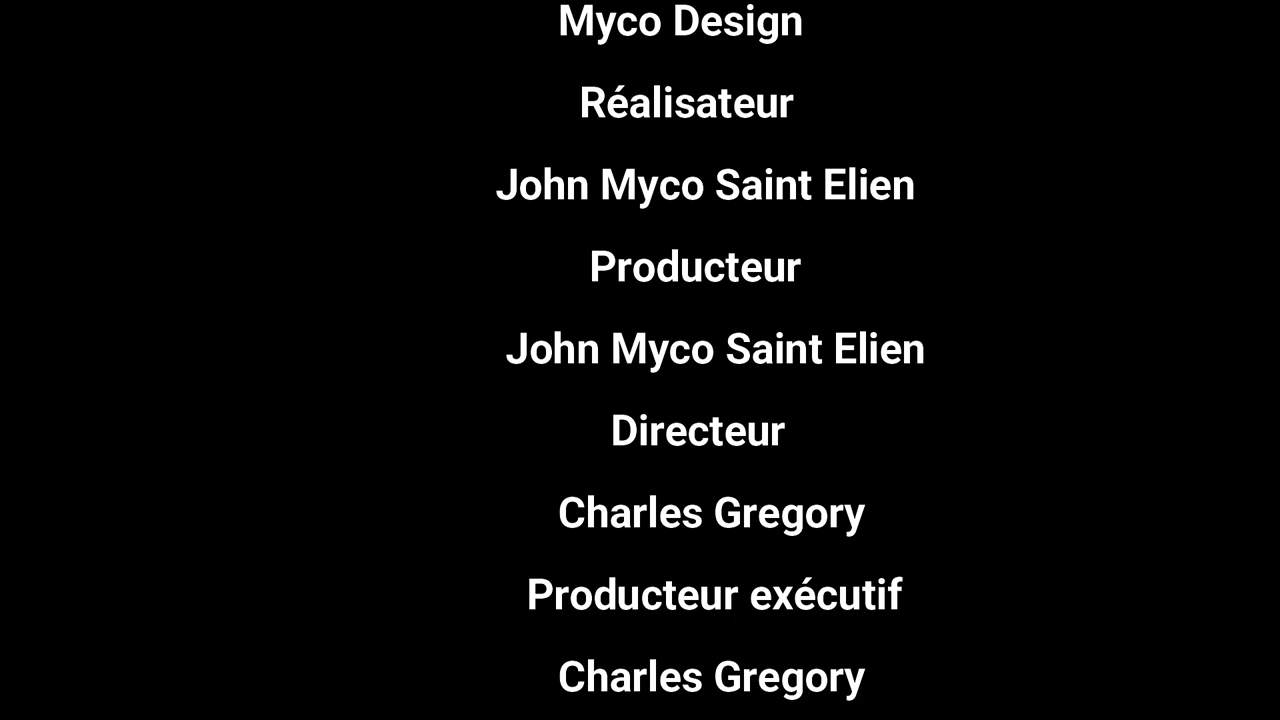 Myco Design
Réalisateur
John Myco Saint Elien
Producteur
John Myco Saint Elien
Directeur
Charles Gregory
Producteur exécutif
Charles Gregory